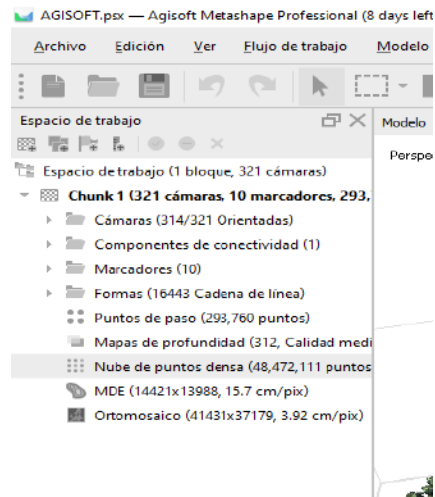 AGISOFT.psx — Agisoft Metashape Professional (8 days left
Archivo Edición Ver Flujo de trabajo Modelo
Espacio de trabajo
Modelo
Perspe
Espacio de trabajo (1 bloque, 321 cámaras)
Chunk 1 (321 cámaras, 10 marcadores, 293,
Cámaras (314/321 Orientadas)
Componentes de conectividad (1)
Marcadores (10)
Formas (16443 Cadena de línea)
Puntos de paso (293,760 puntos)
Mapas de profundidad (312, Calidad medi
Nube de puntos densa (48,472,111 puntos
MDE (14421x13988, 15.7 cm/pix)
Ortomosaico (41431x37179, 3.92 cm/pix)